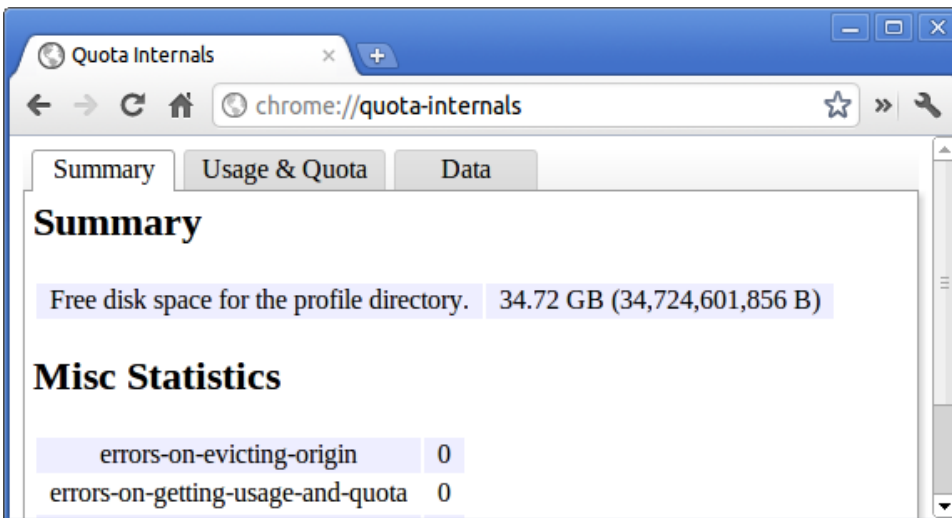 Quota Internals
chrome://quota-internals
Summary Usage & Quota Data
Summary
Free disk space for the profile directory. 34.72 GB (34,724,601,856 B)
Misc Statistics
errors-on-evicting-origin 0
errors-on-getting-usage-and-quota 0